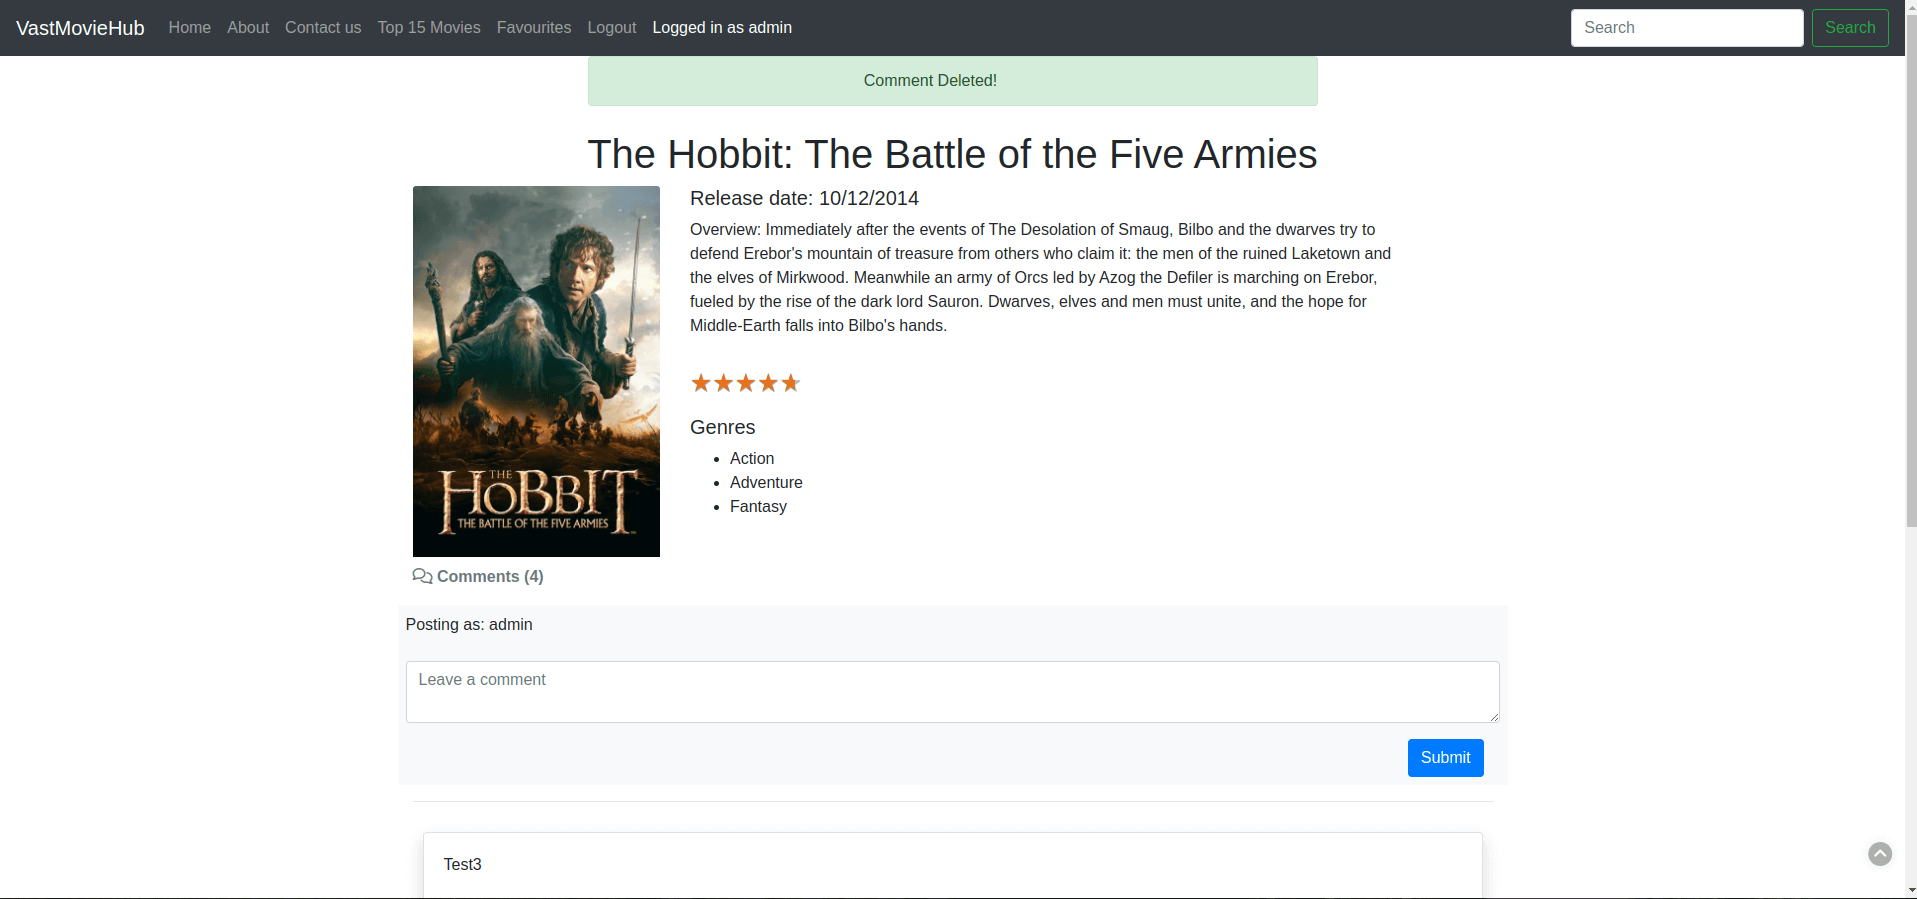 VastMovieHub Home About Contact us Top 15 Movies Favourites Logout Logged in as admin Search Search
Comment Deleted!
The Hobbit: The Battle of the Five Armies
Release date: 10/12/2014
Overview: Immediately after the events of The Desolation of Smaug, Bilbo and the dwarves try to
defend Erebor's mountain of treasure from others who claim it: the men of the ruined Laketown and
the elves of Mirkwood. Meanwhile an army of Orcs led by Azog the Defiler is marching on Erebor,
fueled by the rise of the dark lord Sauron. Dwarves, elves and men must unite, and the hope for
Middle-Earth falls into Bilbo's hands.
Genres
Action
Adventure
Fantasy
THE
HOBBIT
THE BATTLE OF THE FIVE ARMIES
Comments (4)
Posting as: admin
Leave a comment
Submit
Test3